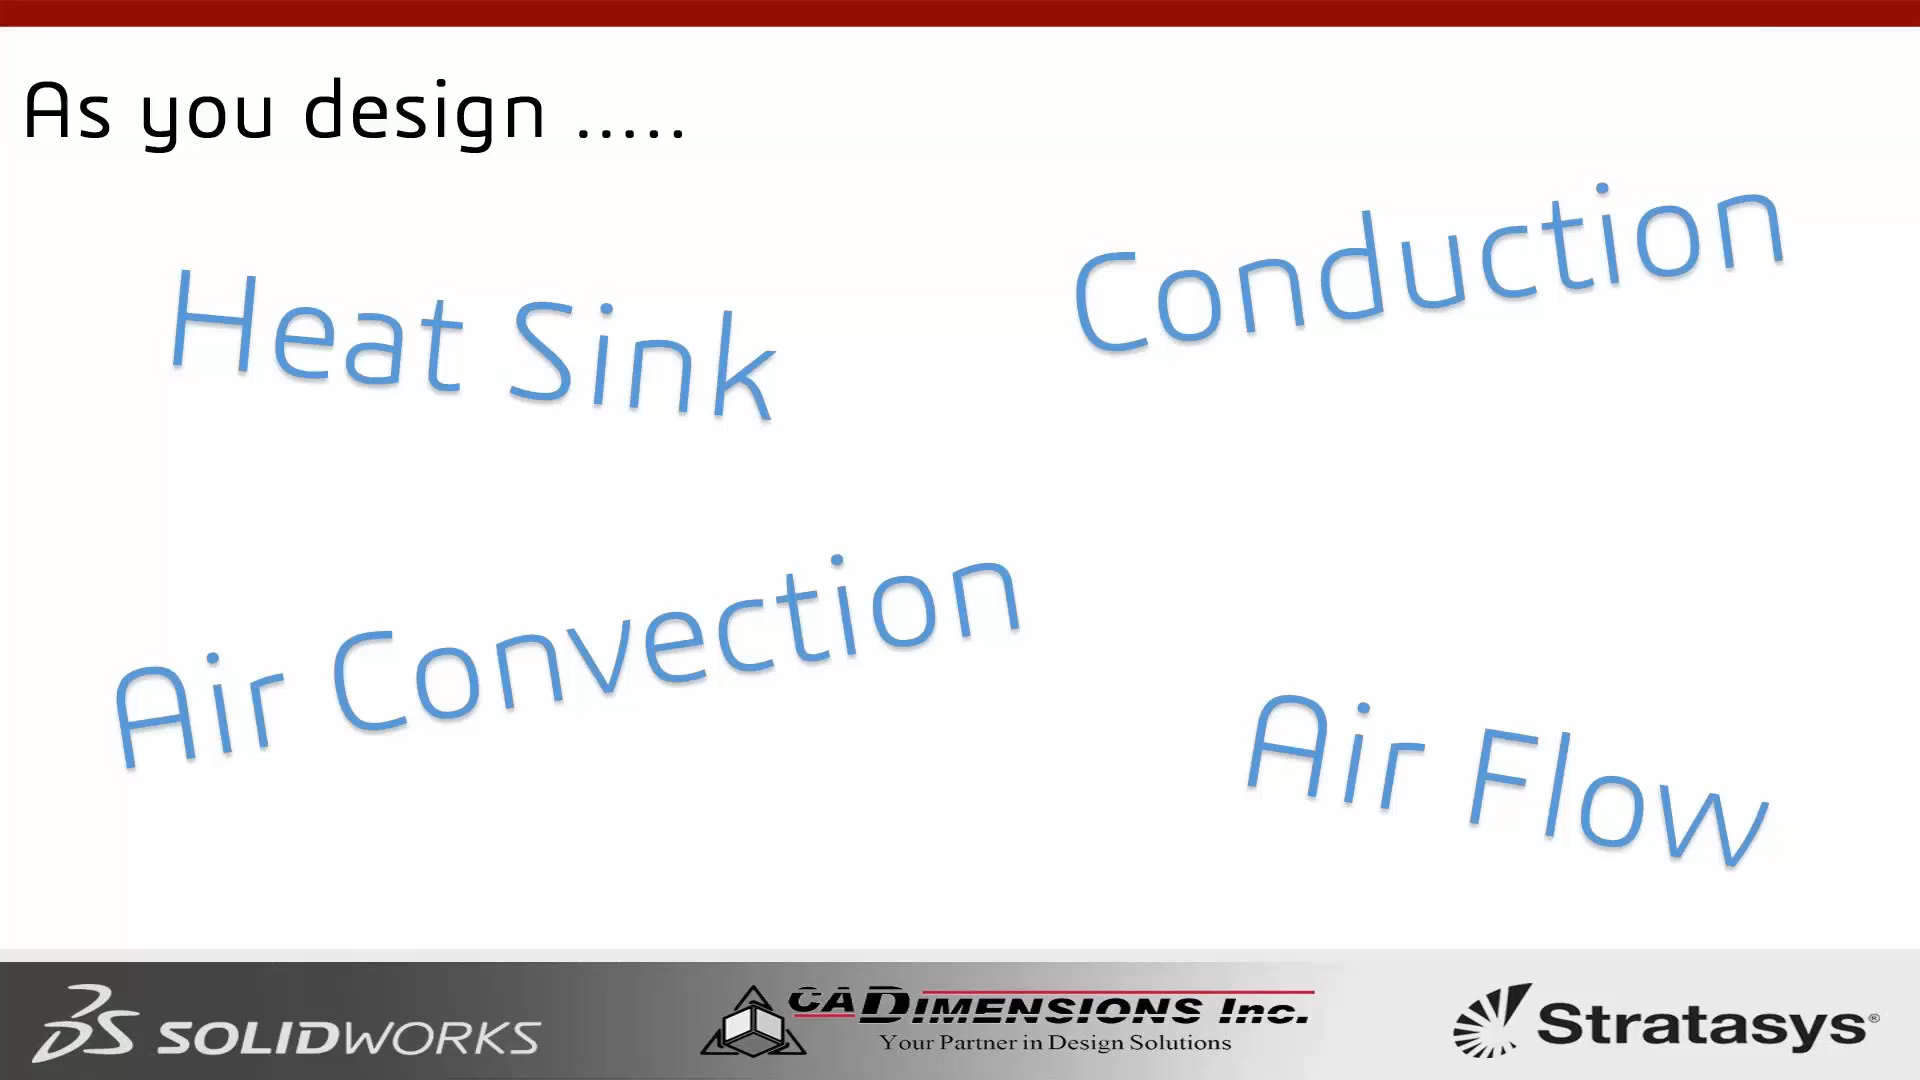 As you design .....
Heat Sink
Conduction
Air Convection
Air Flow
SOLIDWORKS
CADIMENSIONS Inc.
Your Partner in Design Solutions
Stratasys®